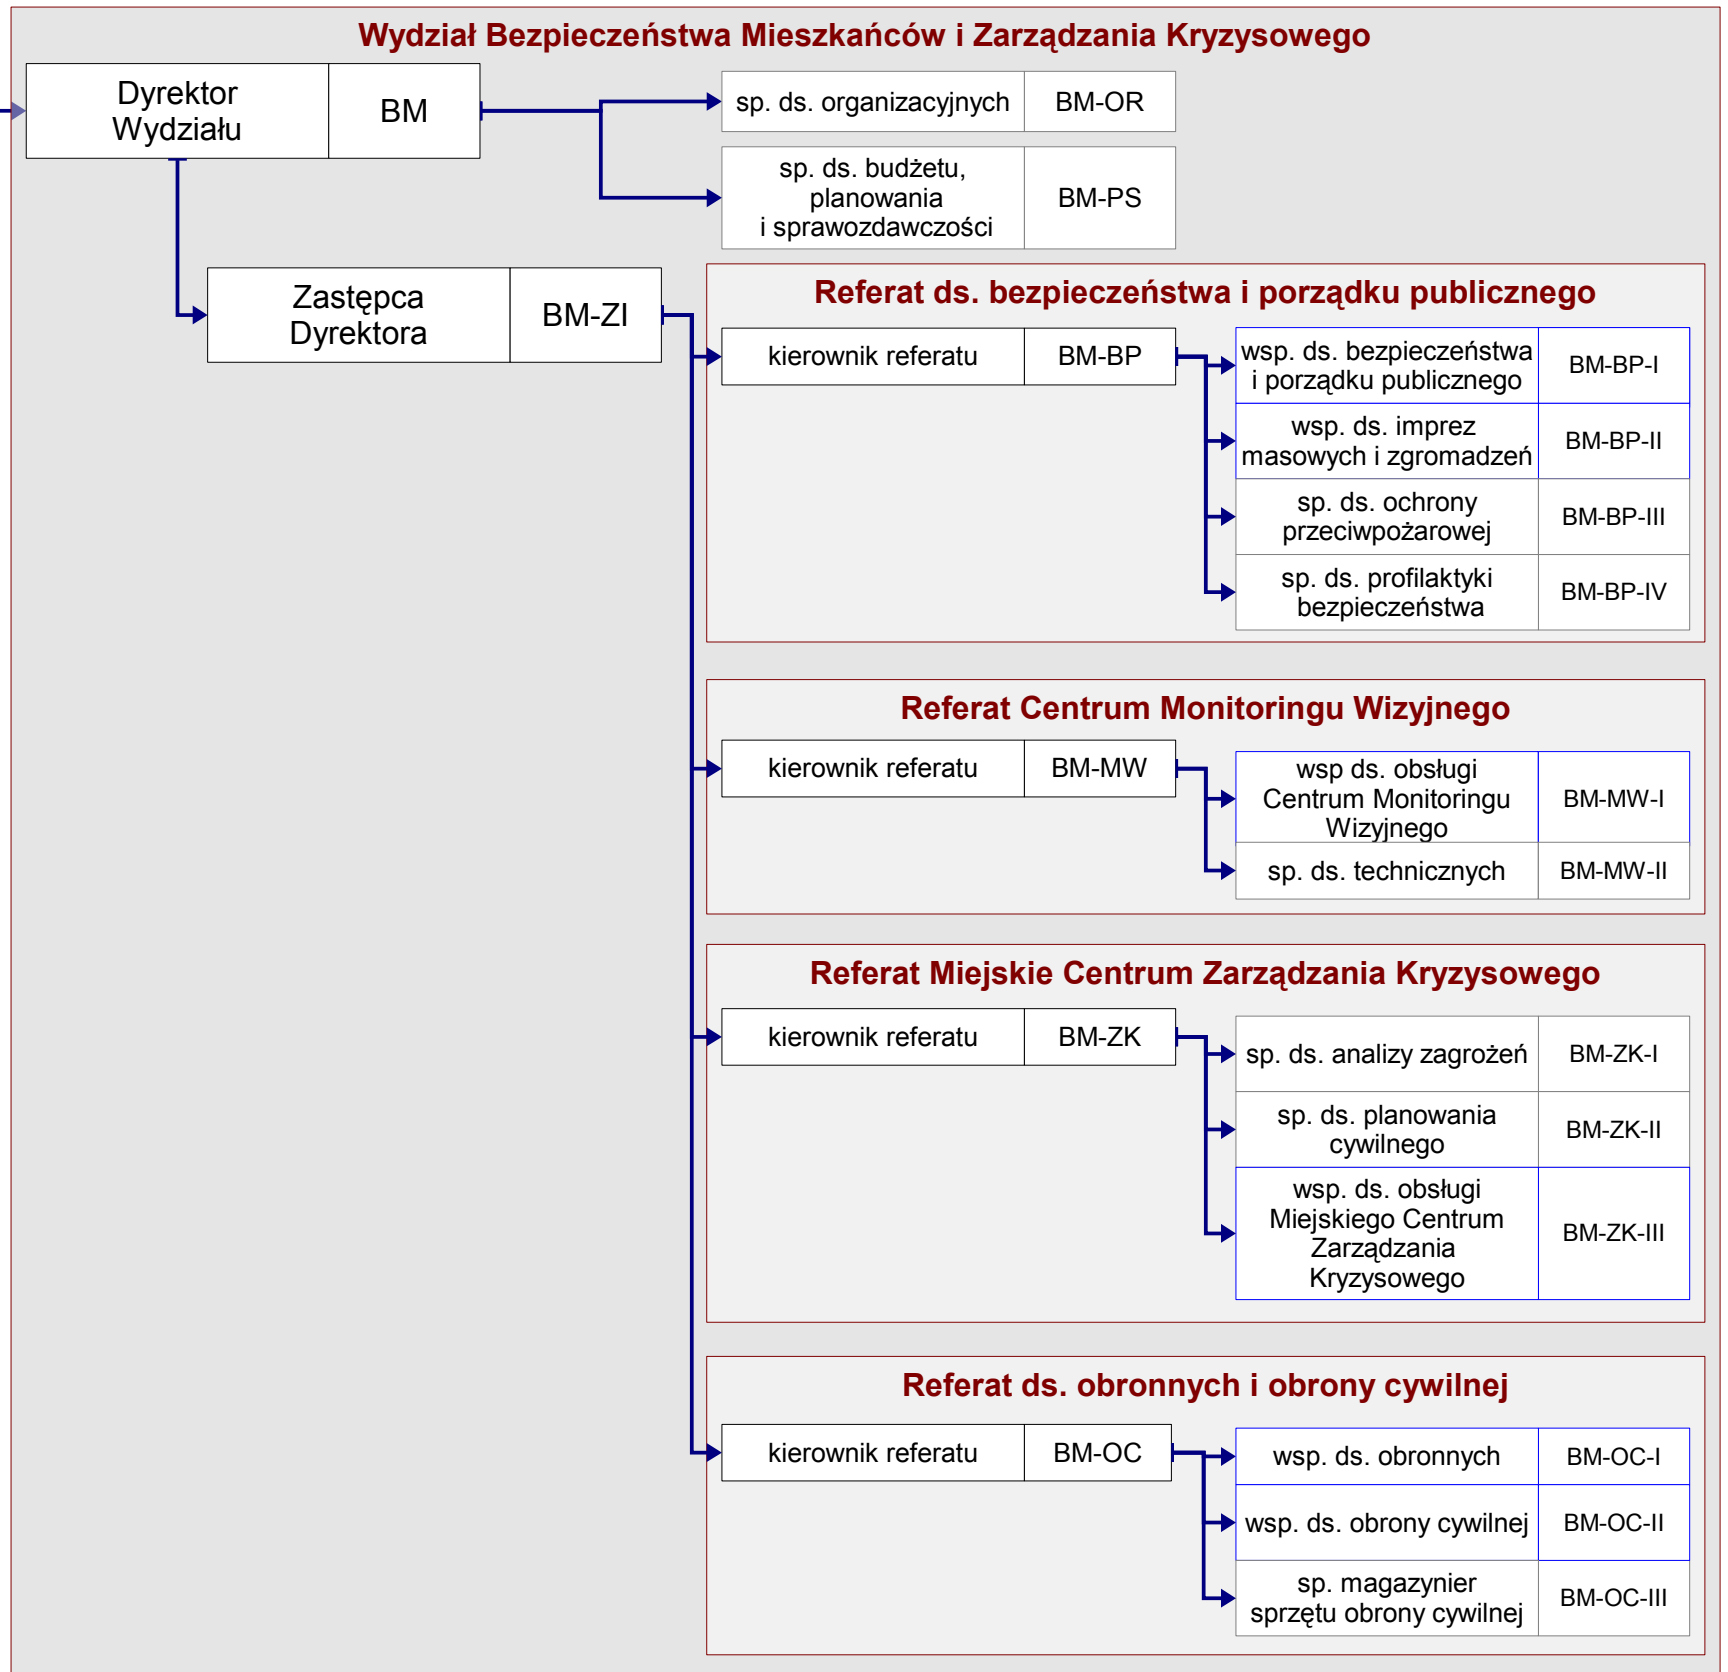 Wydział Bezpieczeństwa Mieszkańców i Zarządzania Kryzysowego
Dyrektor
Wydziału
BM
sp. ds. organizacyjnych
BM-OR
sp. ds. budżetu,
planowania
i sprawozdawczości
BM-PS
Zastępca
Dyrektora
BM-ZI
Referat ds. bezpieczeństwa i porządku publicznego
kierownik referatu
BM-BP
wsp. ds. bezpieczeństwa
i porządku publicznego
BM-BP-I
wsp. ds. imprez
masowych i zgromadzeń
BM-BP-II
sp. ds. ochrony
przeciwpożarowej
BM-BP-III
sp. ds. profilaktyki
bezpieczeństwa
BM-BP-IV
Referat Centrum Monitoringu Wizyjnego
kierownik referatu
BM-MW
wsp ds. obsługi
Centrum Monitoringu
Wizyjnego
BM-MW-I
sp. ds. technicznych
BM-MW-II
Referat Miejskie Centrum Zarządzania Kryzysowego
kierownik referatu
BM-ZK
sp. ds. analizy zagrożeń
BM-ZK-I
sp. ds. planowania
cywilnego
BM-ZK-II
wsp. ds. obsługi
Miejskiego Centrum
Zarządzania
Kryzysowego
BM-ZK-III
Referat ds. obronnych i obrony cywilnej
kierownik referatu
BM-OC
wsp. ds. obronnych
BM-OC-I
wsp. ds. obrony cywilnej
BM-OC-II
sp. magazynier
sprzętu obrony cywilnej
BM-OC-III